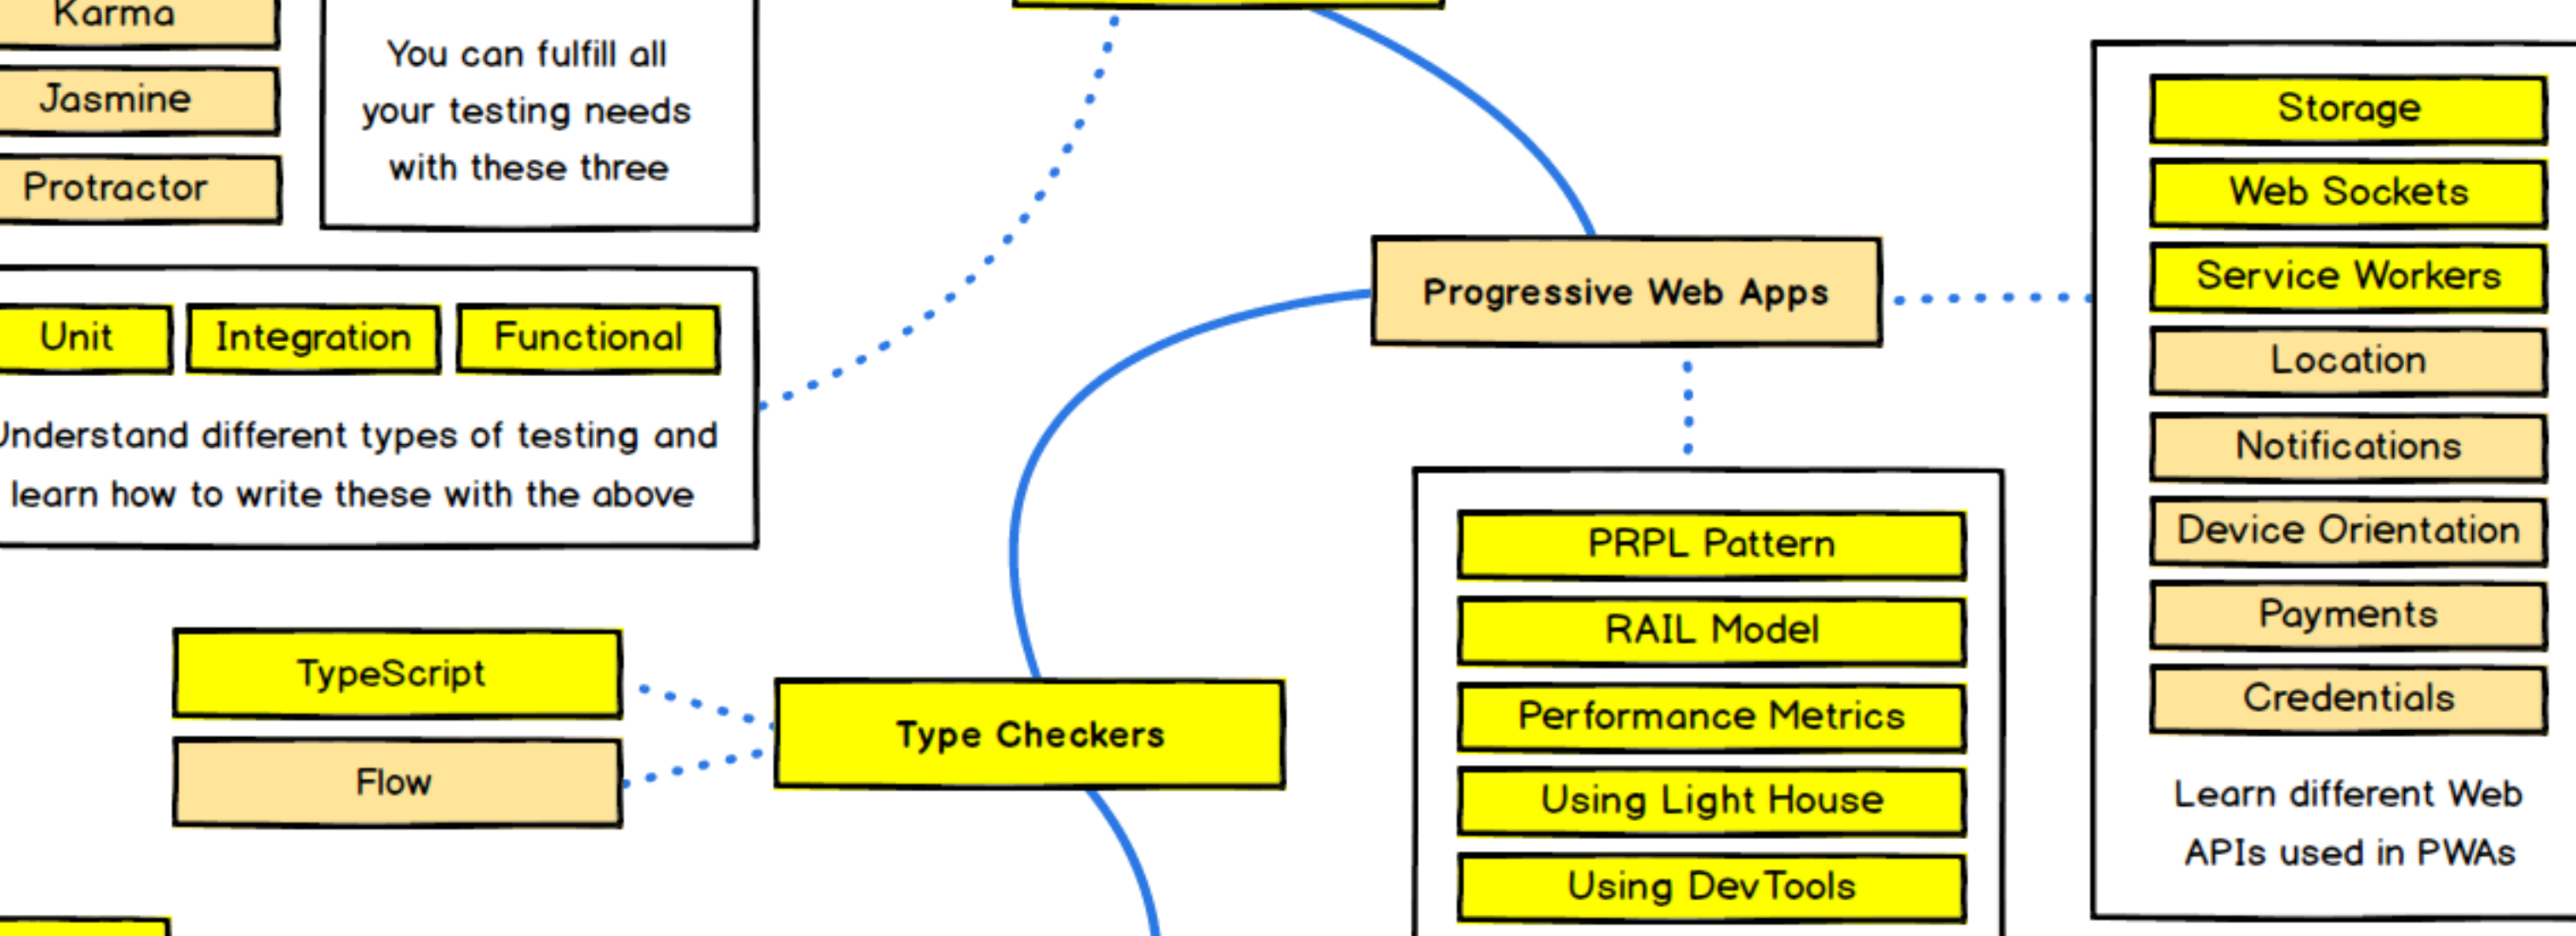 Karma
Jasmine
Protractor
You can fulfill all
your testing needs
with these three
Unit
Integration
Functional
Understand different types of testing and
learn how to write these with the above
TypeScript
Flow
Type Checkers
Progressive Web Apps
PRPL Pattern
RAIL Model
Performance Metrics
Using Light House
Using DevTools
Storage
Web Sockets
Service Workers
Location
Notifications
Device Orientation
Payments
Credentials
Learn different Web
APIs used in PWAs